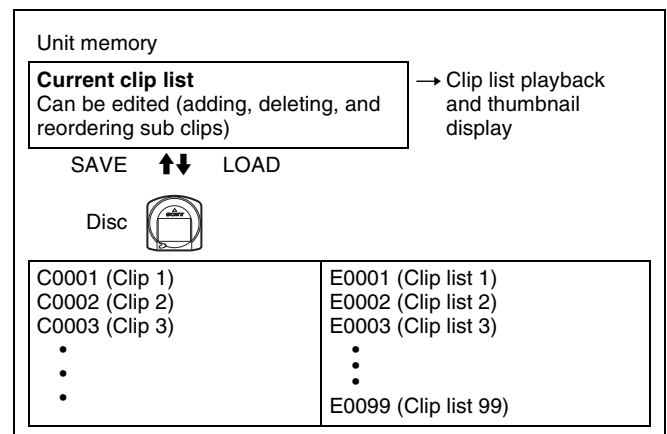 Unit memory
Current clip list
Can be edited (adding, deleting, and
reordering sub clips)
→ Clip list playback
and thumbnail
display
SAVE ⬆⬇ LOAD
Disc
SONY
C0001 (Clip 1)
C0002 (Clip 2)
C0003 (Clip 3)
•
•
•
E0001 (Clip list 1)
E0002 (Clip list 2)
E0003 (Clip list 3)
•
•
•
E0099 (Clip list 99)